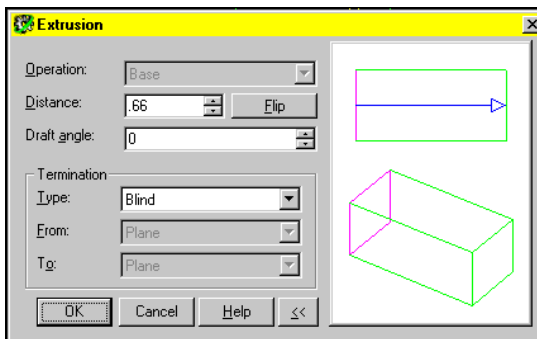 Extrusion
Operation: Base
Distance: .66 Flip
Draft angle: 0
Termination
Type: Blind
From: Plane
To: Plane
OK Cancel Help <<